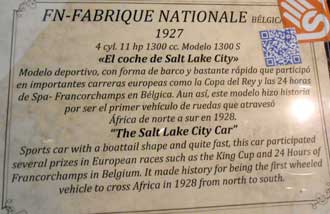 FN-FABRIQUE NATIONALE BÉLGICA
1927
4 cyl. 11 hp 1300 cc. Modelo 1300 S
«El coche de Salt Lake City»
Modelo deportivo, con forma de barco y bastante rápido que participó
en importantes carreras europeas como la Copa del Rey y las 24 horas
de Spa- Francorchamps en Bélgica. Aun así, este modelo hizo historia
por ser el primer vehículo de ruedas que atravesó
África de norte a sur en 1928.
“The Salt Lake City Car”
Sports car with a boattail shape and quite fast, this car participated
several prizes in European races such as the King Cup and 24 Hours of
Francorchamps in Belgium. It made history for being the first wheeled
vehicle to cross Africa in 1928 from north to south.